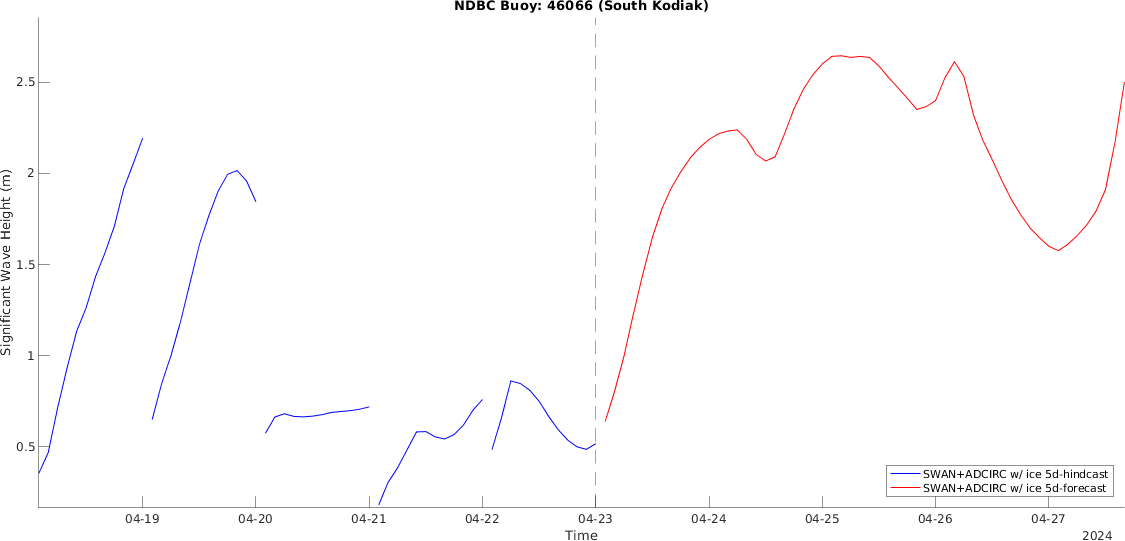 NDBC Buoy: 46066 (South Kodiak)
Significant Wave Height (m)
2.5
2
1.5
1
0.5
SWAN+ADCIRC w/ ice 5d-hindcast
SWAN+ADCIRC w/ ice 5d-forecast
04-19 04-20 04-21 04-22 04-23 04-24 04-25 04-26 04-27
Time
2024